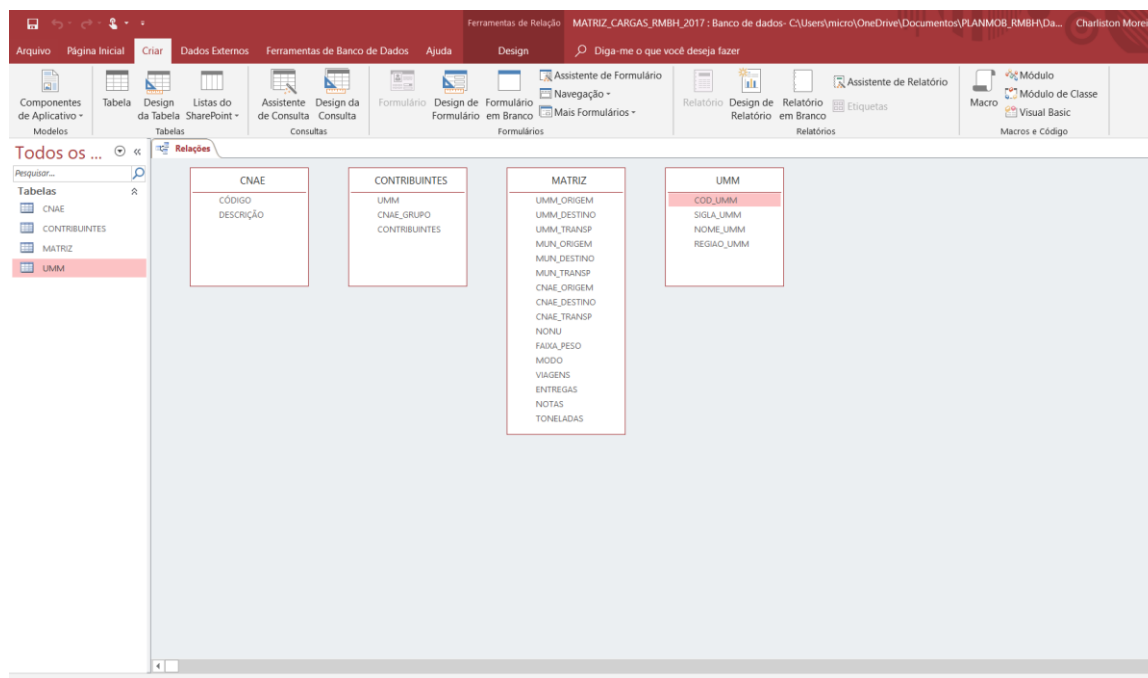 Ferramentas de Relação MATRIZ_CARGAS_RMBH_2017 : Banco de dados- C:\Users\micro\OneDrive\Documentos\PLANMOB_RMBH\Da... Charliston Morei
Arquivo Página Inicial Criar Dados Externos Ferramentas de Banco de Dados Ajuda Design Diga-me o que você deseja fazer
Componentes de Aplicativo
Modelos
Tabela
Design da Tabela
Listas do SharePoint
Tabelas
Assistente de Consulta
Design da Consulta
Consultas
Formulário
Design de Formulário
Formulário em Branco
Assistente de Formulário
Navegação
Mais Formulários
Formulários
Relatório
Design de Relatório
Relatório em Branco
Assistente de Relatório
Etiquetas
Relatórios
Macro
Módulo
Módulo de Classe
Visual Basic
Macros e Código
Todos os ...
Pesquisar...
Tabelas
CNAE
CONTRIBUINTES
MATRIZ
UMM
Relações
CNAE
CÓDIGO
DESCRIÇÃO
CONTRIBUINTES
UMM
CNAE_GRUPO
CONTRIBUINTES
MATRIZ
UMM_ORIGEM
UMM_DESTINO
UMM_TRANSP
MUN_ORIGEM
MUN_DESTINO
MUN_TRANSP
CNAE_ORIGEM
CNAE_DESTINO
CNAE_TRANSP
NONU
FAIXA_PESO
MODO
VIAGENS
ENTREGAS
NOTAS
TONELADAS
UMM
COD_UMM
SIGLA_UMM
NOME_UMM
REGIAO_UMM